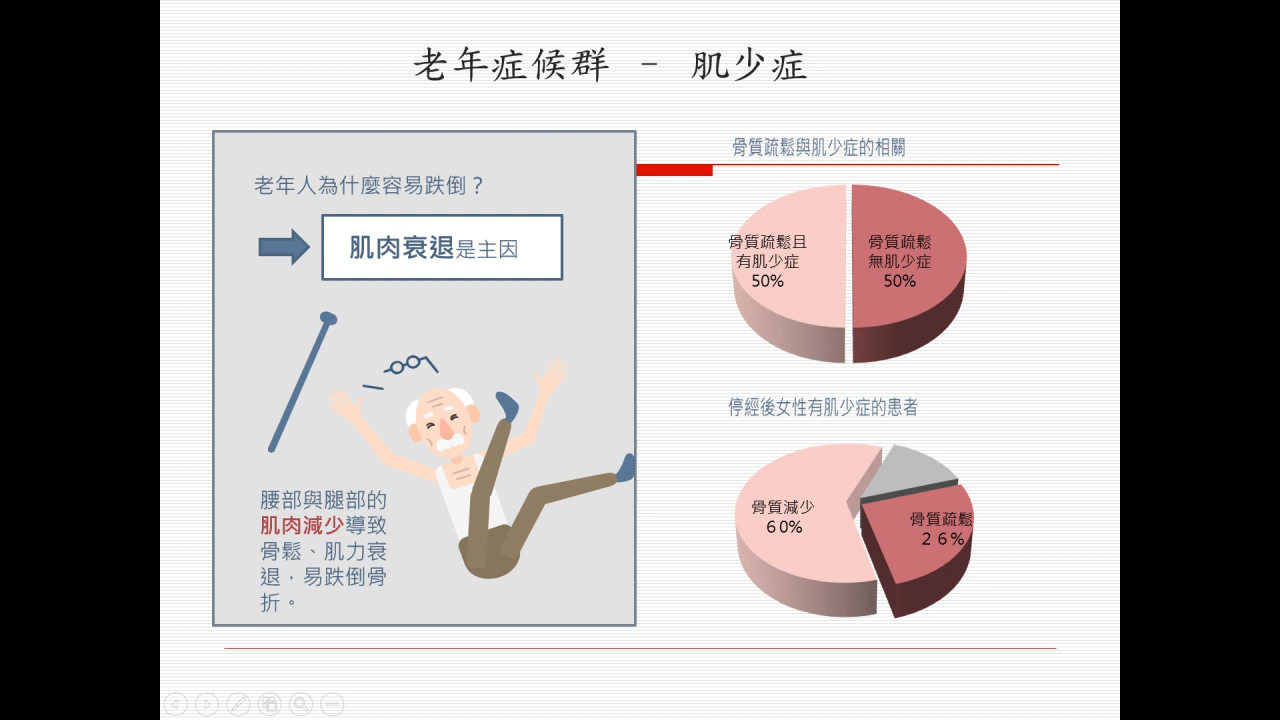 老年症候群 - 肌少症
老年人為什麼容易跌倒？
肌肉衰退是主因
腰部與腿部的
肌肉減少導致
骨鬆、肌力衰
退，易跌倒骨
折。
骨質疏鬆與肌少症的相關
骨質疏鬆且
有肌少症
50%
骨質疏鬆
無肌少症
50%
停經後女性有肌少症的患者
骨質減少
60%
骨質疏鬆
２６%